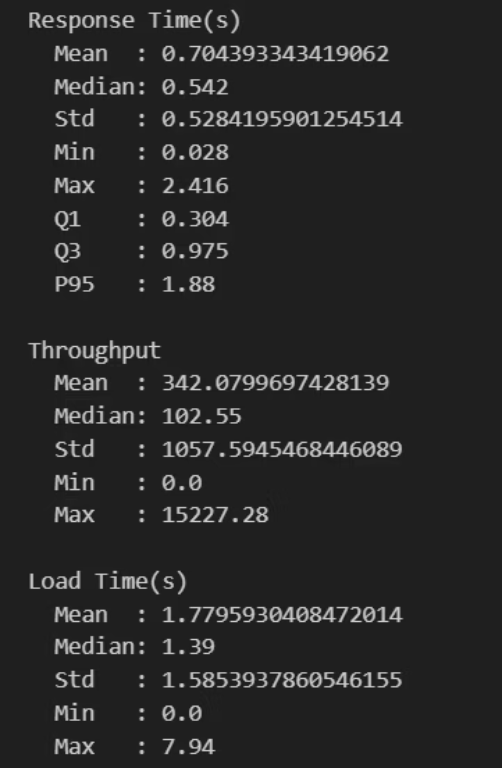 Response Time(s)
Mean : 0.704393343419062
Median: 0.542
Std : 0.5284195901254514
Min : 0.028
Max : 2.416
Q1 : 0.304
Q3 : 0.975
P95 : 1.88
Throughput
Mean : 342.0799697428139
Median: 102.55
Std : 1057.5945468446089
Min : 0.0
Max : 15227.28
Load Time(s)
Mean : 1.7795930408472014
Median: 1.39
Std : 1.5853937860546155
Min : 0.0
Max : 7.94